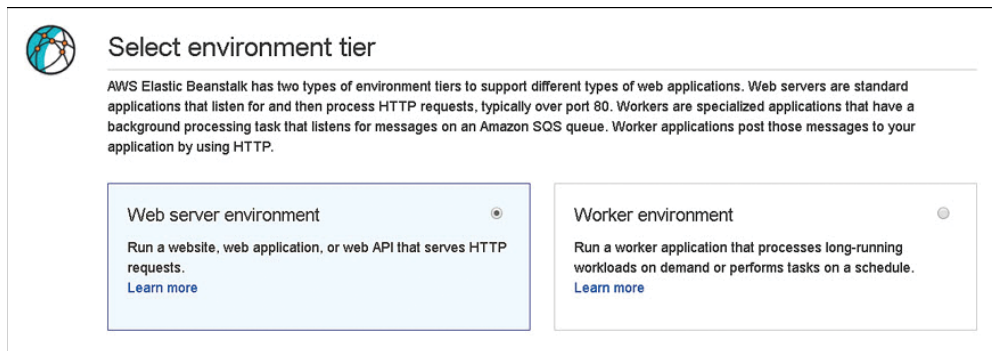 Select environment tier
AWS Elastic Beanstalk has two types of environment tiers to support different types of web applications. Web servers are standard
applications that listen for and then process HTTP requests, typically over port 80. Workers are specialized applications that have a
background processing task that listens for messages on an Amazon SQS queue. Worker applications post those messages to your
application by using HTTP.
Web server environment
Run a website, web application, or web API that serves HTTP
requests.
Learn more
Worker environment
Run a worker application that processes long-running
workloads on demand or performs tasks on a schedule.
Learn more